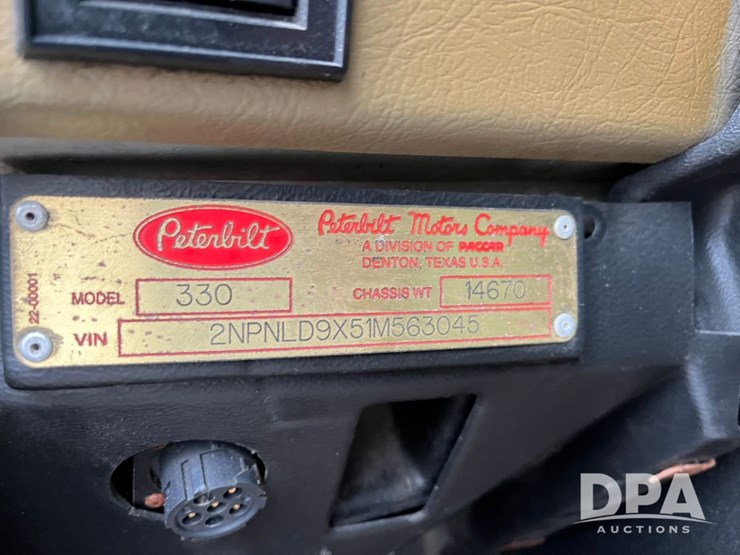 Peterbilt
Peterbilt Motors Company
A DIVISION OF PACCAR
DENTON, TEXAS U.S.A.
MODEL 330 CHASSIS WT 14670
VIN 2NPNLD9X51M563045
22-00001
DPA
AUCTIONS